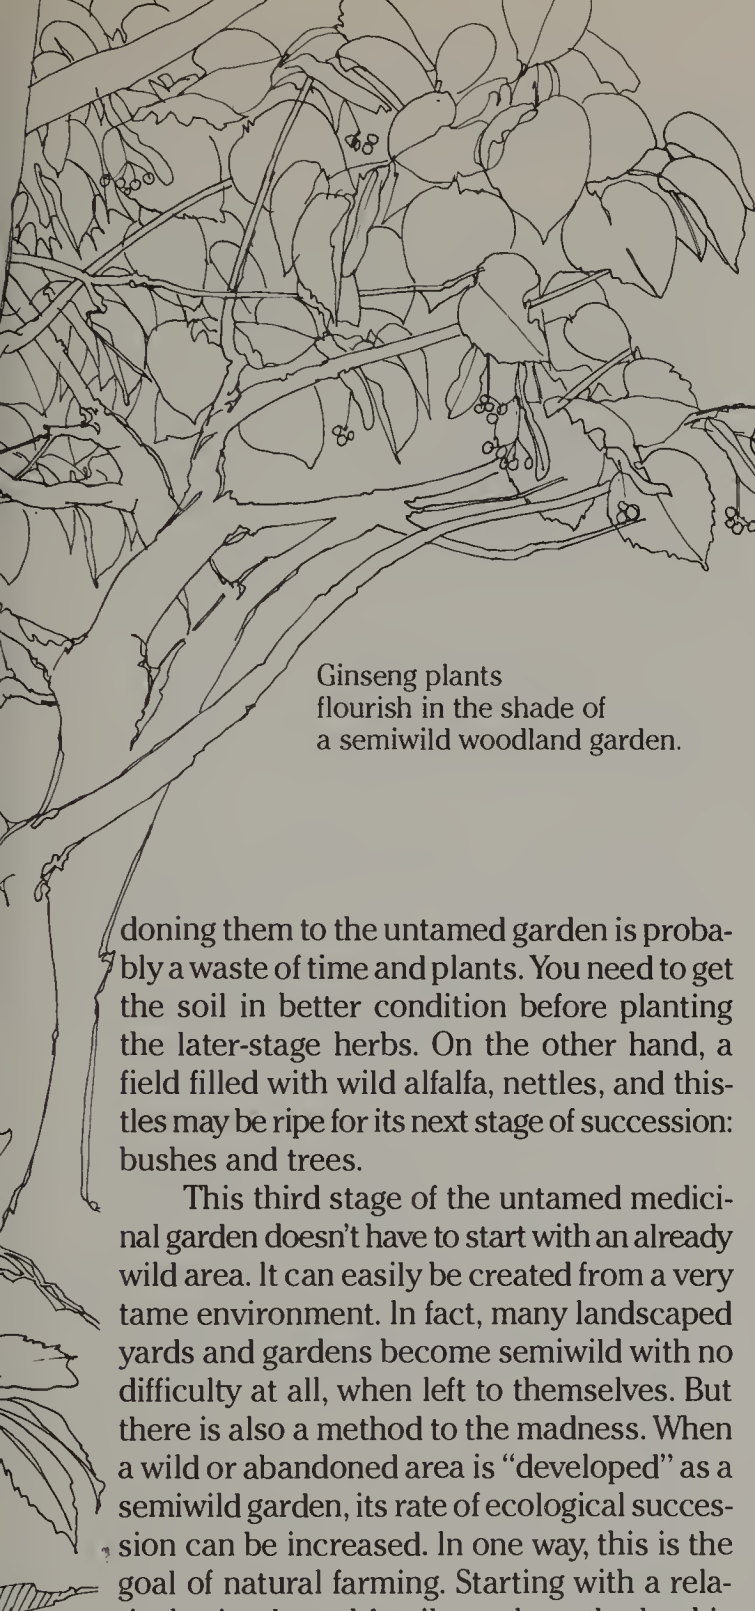 Ginseng plants
flourish in the shade of
a semiwild woodland garden.
doning them to the untamed garden is proba-
bly a waste of time and plants. You need to get
the soil in better condition before planting
the later-stage herbs. On the other hand, a
field filled with wild alfalfa, nettles, and this-
tles may be ripe for its next stage of succession:
bushes and trees.
This third stage of the untamed medici-
nal garden doesn't have to start with an already
wild area. It can easily be created from a very
tame environment. In fact, many landscaped
yards and gardens become semiwild with no
difficulty at all, when left to themselves. But
there is also a method to the madness. When
a wild or abandoned area is “developed” as a
semiwild garden, its rate of ecological succes-
sion can be increased. In one way, this is the
goal of natural farming. Starting with a rela-